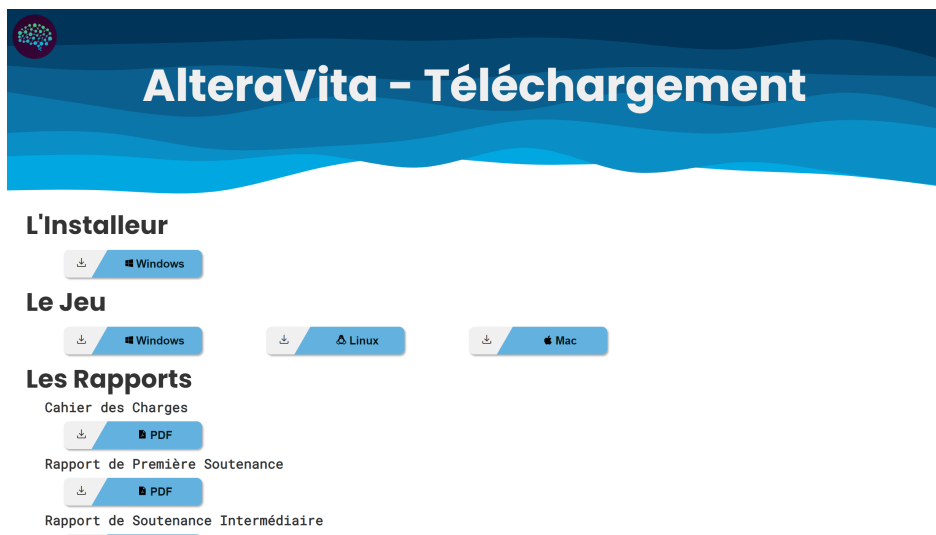 AlteraVita - Téléchargement
L'Installeur
Windows
Le Jeu
Windows Linux Mac
Les Rapports
Cahier des Charges
PDF
Rapport de Première Soutenance
PDF
Rapport de Soutenance Intermédiaire